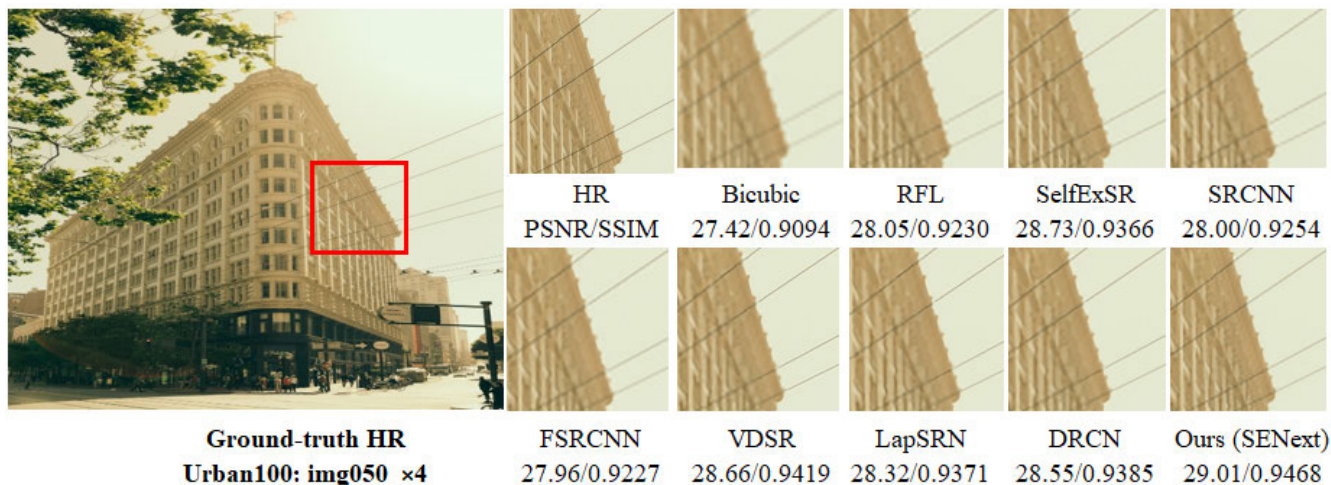 HR Bicubic RFL SelfExSR SRCNN
PSNR/SSIM 27.42/0.9094 28.05/0.9230 28.73/0.9366 28.00/0.9254
Ground-truth HR FSRCNN VDSR LapSRN DRCN Ours (SENext)
Urban100: img050 ×4 27.96/0.9227 28.66/0.9419 28.32/0.9371 28.55/0.9385 29.01/0.9468